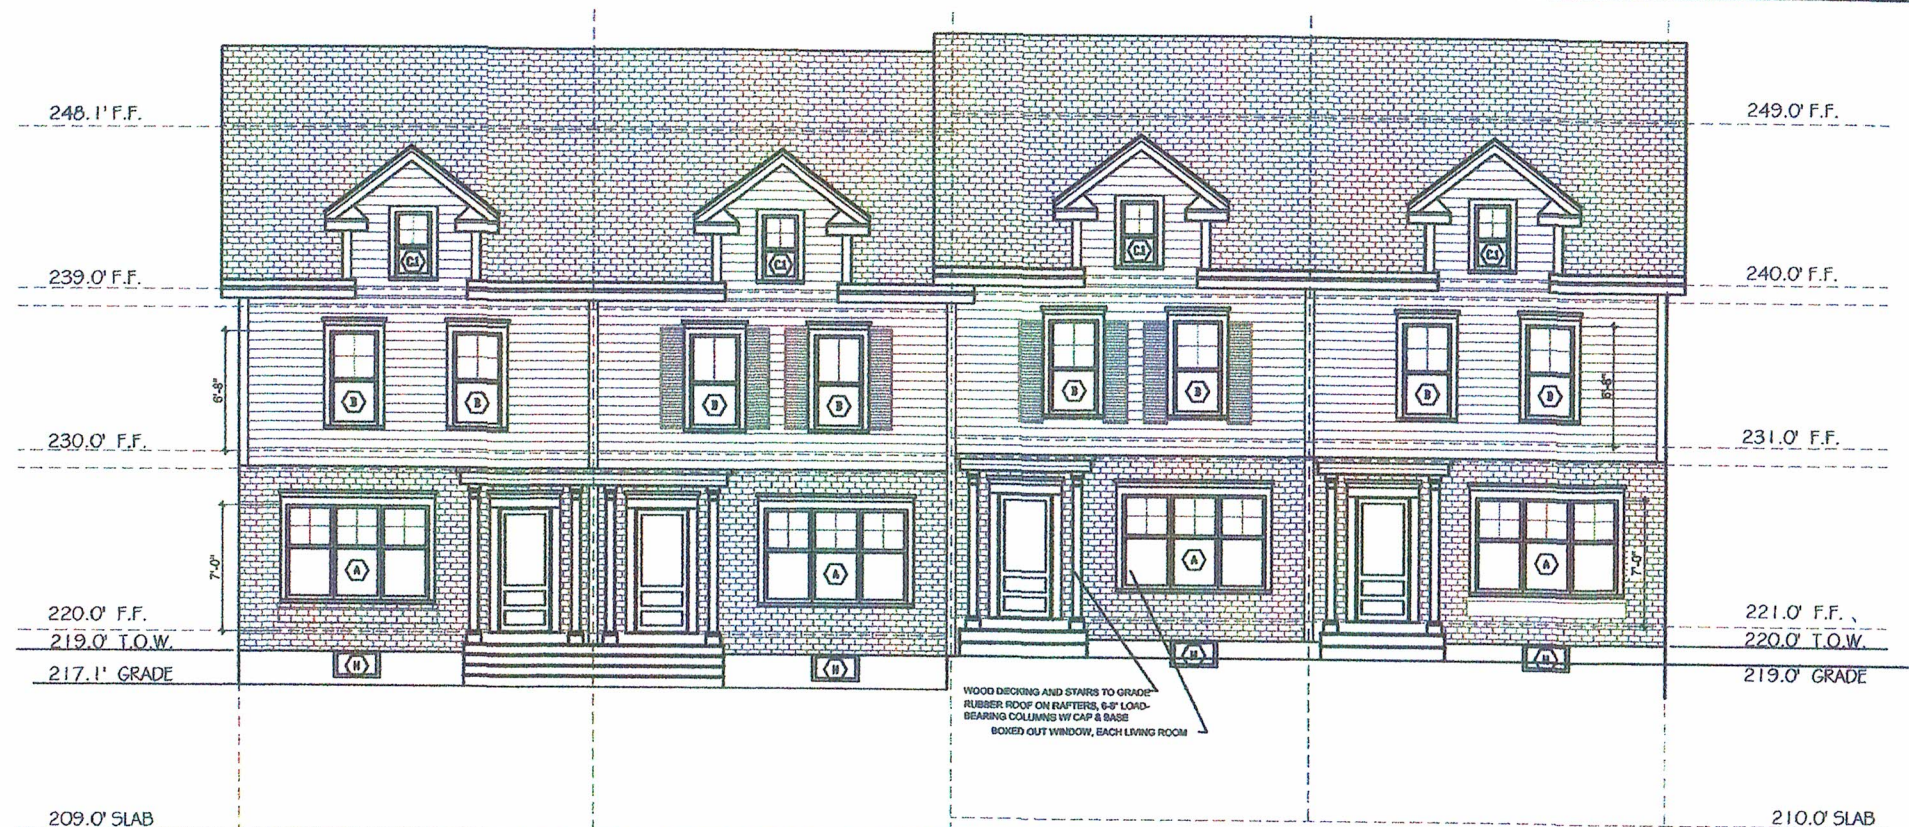 248.1' F.F.
249.0' F.F.
C1
C1
C1
C1
239.0' F.F.
240.0' F.F.
6'-8"
B
B
B
B
B
B
B
B
6'-8"
230.0' F.F.
231.0' F.F.
7'-0"
A
A
A
A
7'-0"
220.0' F.F.
221.0' F.F.
219.0' T.O.W.
220.0' T.O.W.
H
H
H
H
217.1' GRADE
219.0' GRADE
WOOD DECKING AND STAIRS TO GRADE
RUBBER ROOF ON RAFTERS, 6-8" LOAD-
BEARING COLUMNS W/ CAP & BASE
BOXED OUT WINDOW, EACH LIVING ROOM
209.0' SLAB
210.0' SLAB